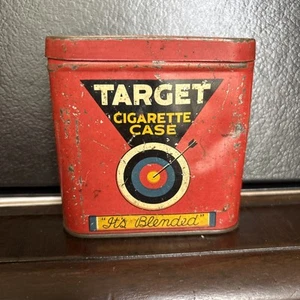 TARGET
CIGARETTE
CASE
"It's Blended"